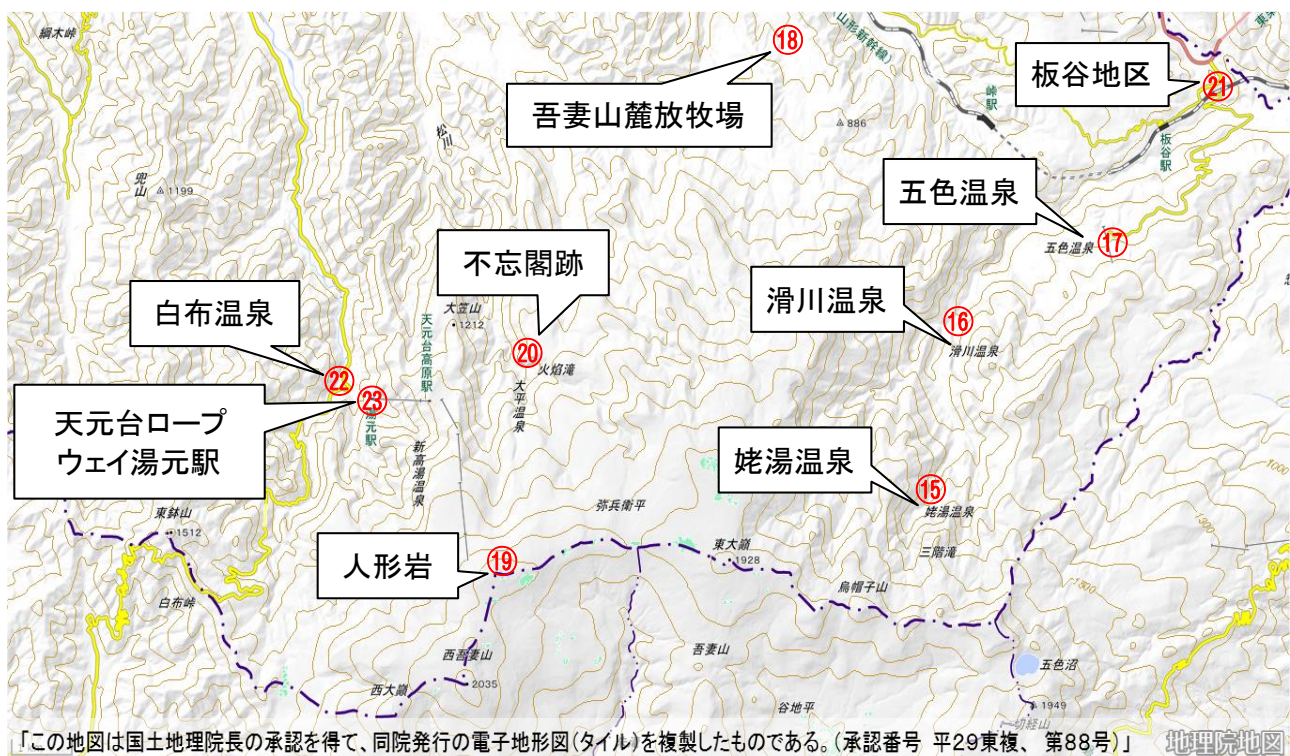 綱木峠
(山形新幹線)
⑱
吾妻山麓放牧場
板谷地区
㉑
峠駅
板谷駅
松川
886
兜山
1199
五色温泉
五色温泉
⑰
不忘閣跡
滑川温泉
⑯
滑川温泉
白布温泉
大笠山
1212
天元台高原駅
⑳
火焔滝
大平温泉
㉒
㉓
湯元駅
天元台ロープ
ウェイ湯元駅
新高湯温泉
姥湯温泉
⑮
姥湯温泉
三階滝
1000
1300
1500
弥兵衛平
東鉢山
1512
人形岩
⑲
東大巓
1928
烏帽子山
白布峠
西吾妻山
2035
吾妻山
五色沼
西大巓
谷地平
1949
一切経山
「この地図は国土地理院長の承認を得て、同院発行の電子地形図(タイル)を複製したものである。(承認番号 平29東複、 第88号)」
地理院地図